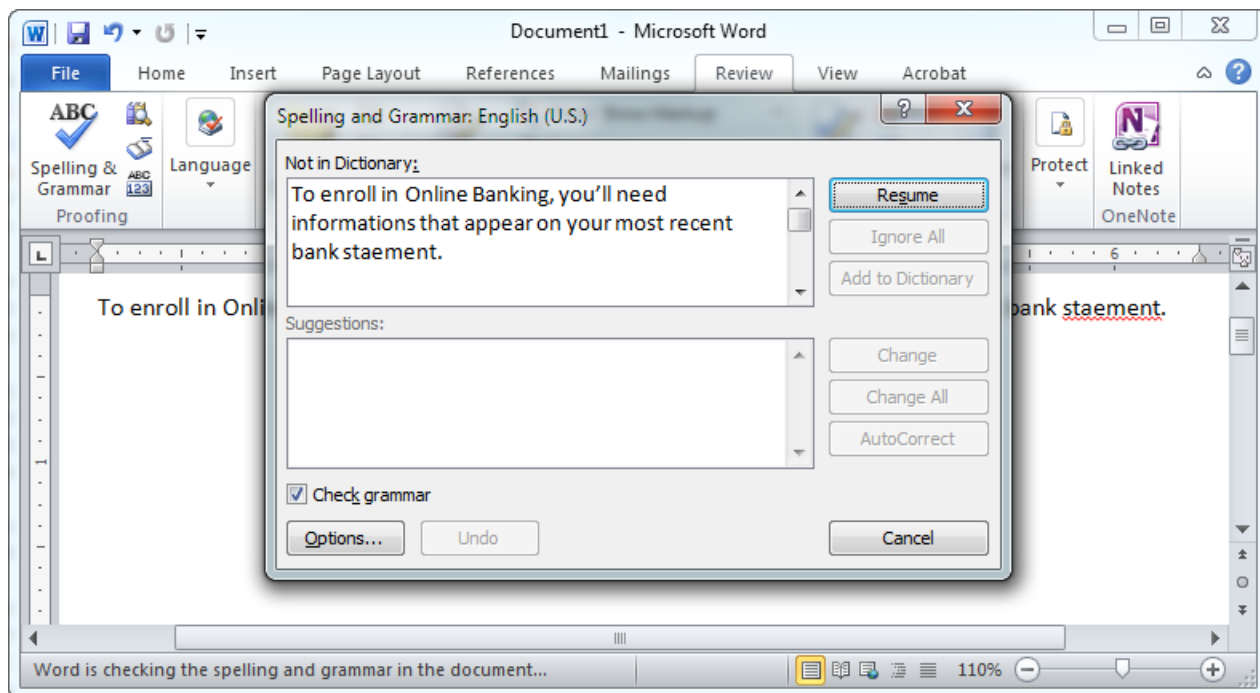 Document1 - Microsoft Word
File Home Insert Page Layout References Mailings Review View Acrobat
ABC
Spelling &
Grammar
ABC
123
Proofing
Language
Protect
Linked
Notes
OneNote
Spelling and Grammar: English (U.S.)
Not in Dictionary:
To enroll in Online Banking, you’ll need
informations that appear on your most recent
bank staement.
Resume
Ignore All
Add to Dictionary
Suggestions:
Change
Change All
AutoCorrect
Check grammar
Options... Undo Cancel
1 6
To enroll in Onli bank staement.
1
Word is checking the spelling and grammar in the document... 110%